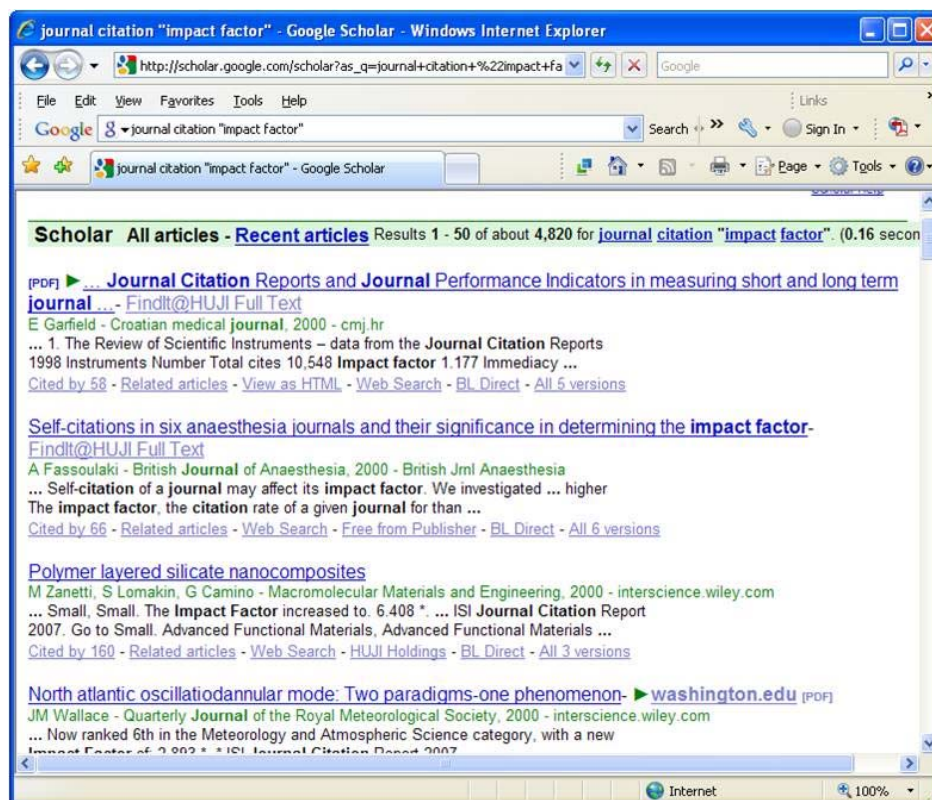 journal citation "impact factor" - Google Scholar - Windows Internet Explorer
http://scholar.google.com/scholar?as_q=journal+citation+%22impact+fa Google
File Edit View Favorites Tools Help Links
Google journal citation "impact factor" Search Sign In
journal citation "impact factor" - Google Scholar Page Tools
Scholar Help
Scholar All articles - Recent articles Results 1 - 50 of about 4,820 for journal citation "impact factor". (0.16 secon
[PDF] ... Journal Citation Reports and Journal Performance Indicators in measuring short and long term
journal ...- FindIt@HUJI Full Text
E Garfield - Croatian medical journal, 2000 - cmj.hr
... 1. The Review of Scientific Instruments – data from the Journal Citation Reports
1998 Instruments Number Total cites 10,548 Impact factor 1.177 Immediacy ...
Cited by 58 - Related articles - View as HTML - Web Search - BL Direct - All 5 versions
Self-citations in six anaesthesia journals and their significance in determining the impact factor-
FindIt@HUJI Full Text
A Fassoulaki - British Journal of Anaesthesia, 2000 - British Jrnl Anaesthesia
... Self-citation of a journal may affect its impact factor. We investigated ... higher
The impact factor, the citation rate of a given journal for than ...
Cited by 66 - Related articles - Web Search - Free from Publisher - BL Direct - All 6 versions
Polymer layered silicate nanocomposites
M Zanetti, S Lomakin, G Camino - Macromolecular Materials and Engineering, 2000 - interscience.wiley.com
... Small, Small. The Impact Factor increased to. 6.408 *. ... ISI Journal Citation Report
2007. Go to Small. Advanced Functional Materials, Advanced Functional Materials ...
Cited by 160 - Related articles - Web Search - HUJI Holdings - BL Direct - All 3 versions
North atlantic oscillatiodannular mode: Two paradigms-one phenomenon- washington.edu [PDF]
JM Wallace - Quarterly Journal of the Royal Meteorological Society, 2000 - interscience.wiley.com
... Now ranked 6th in the Meteorology and Atmospheric Science category, with a new
Impact Factor of: 2.893 *. * ISI Journal Citation Report 2007
Internet 100%